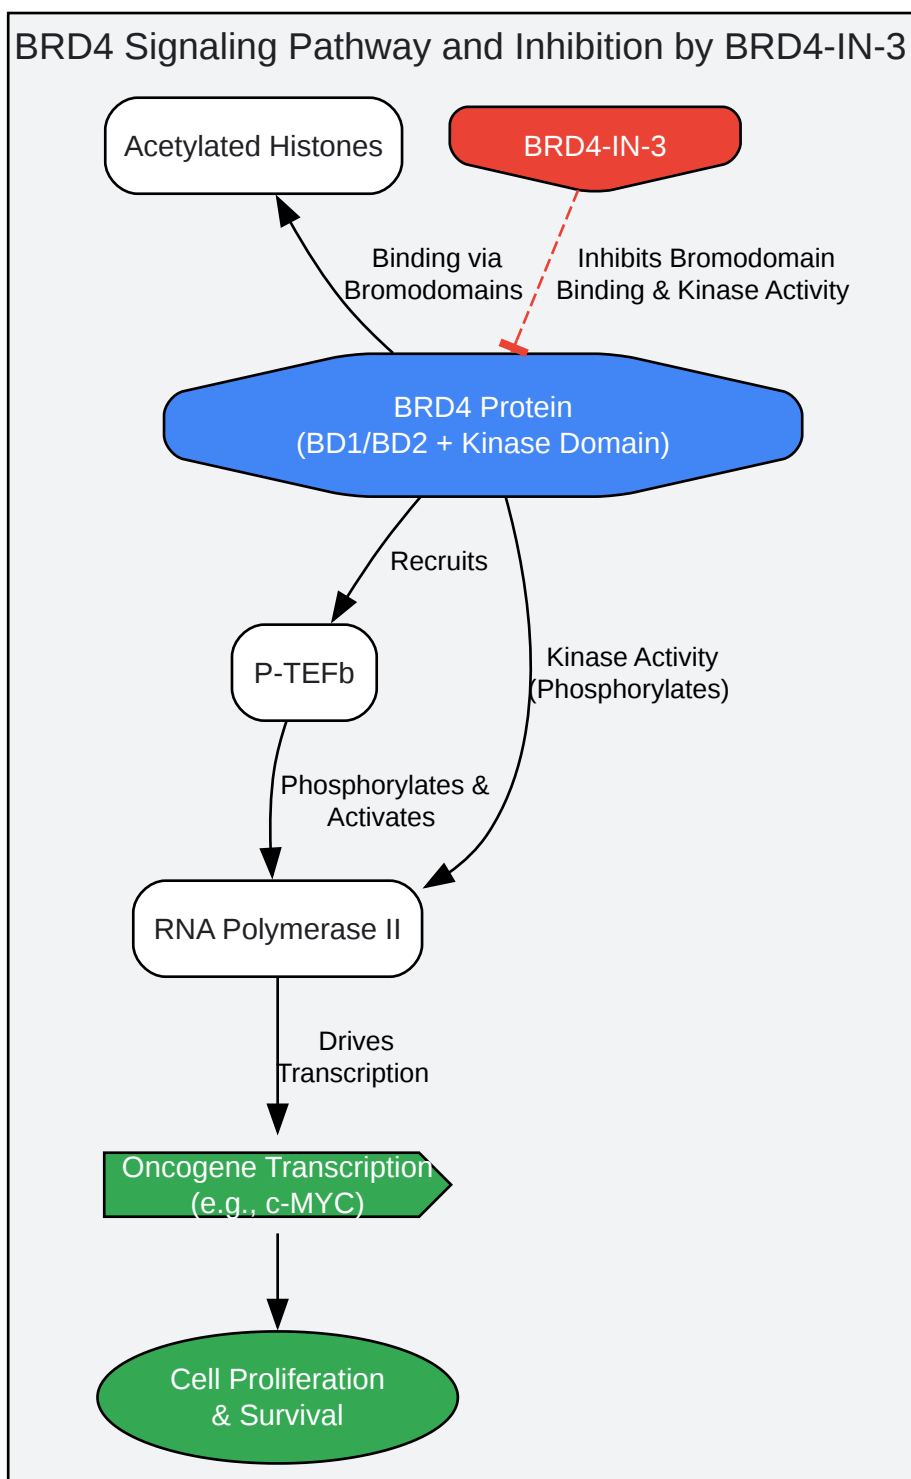 BRD4 Signaling Pathway and Inhibition by BRD4-IN-3
Acetylated Histones
BRD4-IN-3
Binding via
Bromodomains
Inhibits Bromodomain
Binding & Kinase Activity
BRD4 Protein
(BD1/BD2 + Kinase Domain)
Recruits
P-TEFb
Kinase Activity
(Phosphorylates)
Phosphorylates &
Activates
RNA Polymerase II
Drives
Transcription
Oncogene Transcription
(e.g., c-MYC)
Cell Proliferation
& Survival